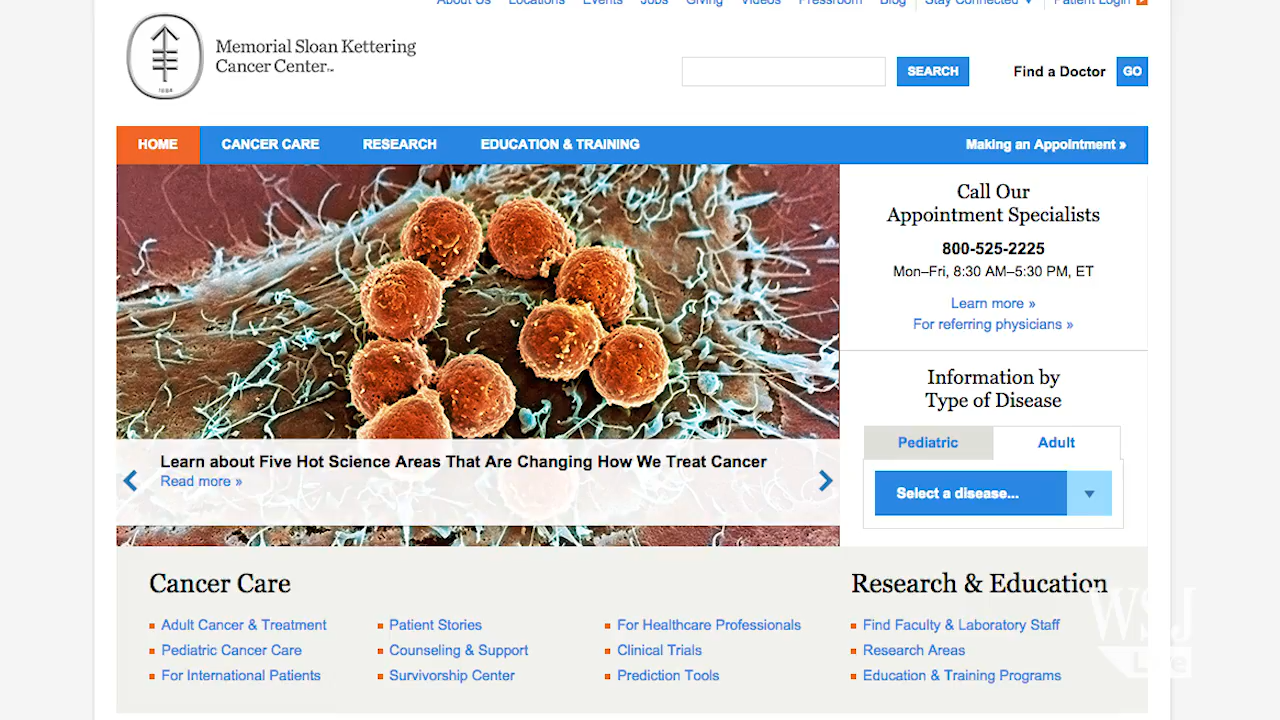 About Us Locations Events Jobs Giving Videos Pressroom Blog Stay Connected Patient Login
Memorial Sloan Kettering
Cancer Center
1884
SEARCH Find a Doctor GO
HOME CANCER CARE RESEARCH EDUCATION & TRAINING Making an Appointment »
Call Our
Appointment Specialists
800-525-2225
Mon–Fri, 8:30 AM–5:30 PM, ET
Learn more »
For referring physicians »
Information by
Type of Disease
Pediatric Adult
Select a disease...
Learn about Five Hot Science Areas That Are Changing How We Treat Cancer
Read more »
Cancer Care
Adult Cancer & Treatment
Pediatric Cancer Care
For International Patients
Patient Stories
Counseling & Support
Survivorship Center
For Healthcare Professionals
Clinical Trials
Prediction Tools
Research & Education
Find Faculty & Laboratory Staff
Research Areas
Education & Training Programs
WSJ
Live